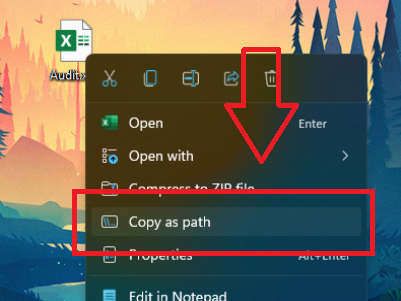 Audit.x
Open
Enter
Open with
Compress to ZIP file
Copy as path
Properties
Alt+Enter
Edit in Notepad